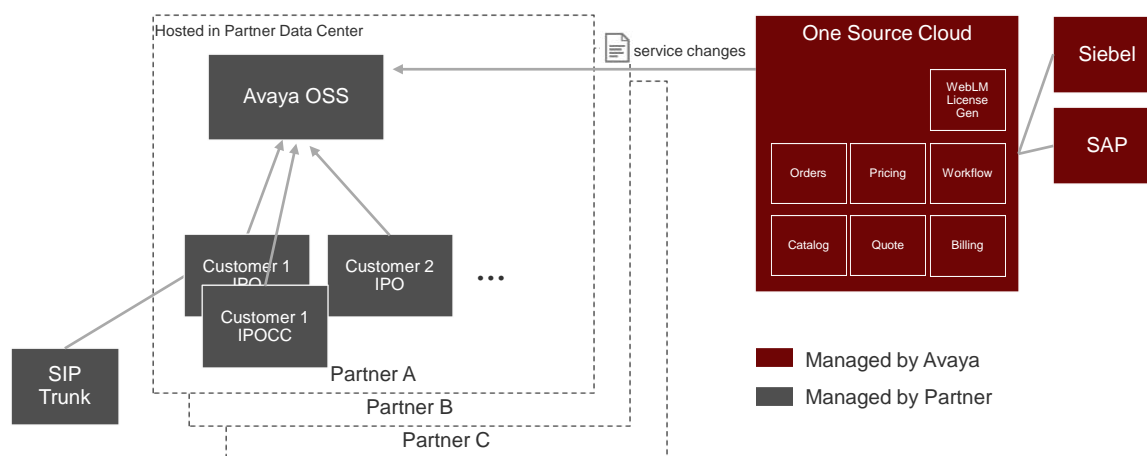 Hosted in Partner Data Center
Avaya OSS
service changes
One Source Cloud
WebLM
License
Gen
Orders
Pricing
Workflow
Catalog
Quote
Billing
Siebel
SAP
Customer 1
IPO
Customer 1
IPOCC
Customer 2
IPO
...
SIP
Trunk
Partner A
Partner B
Partner C
Managed by Avaya
Managed by Partner